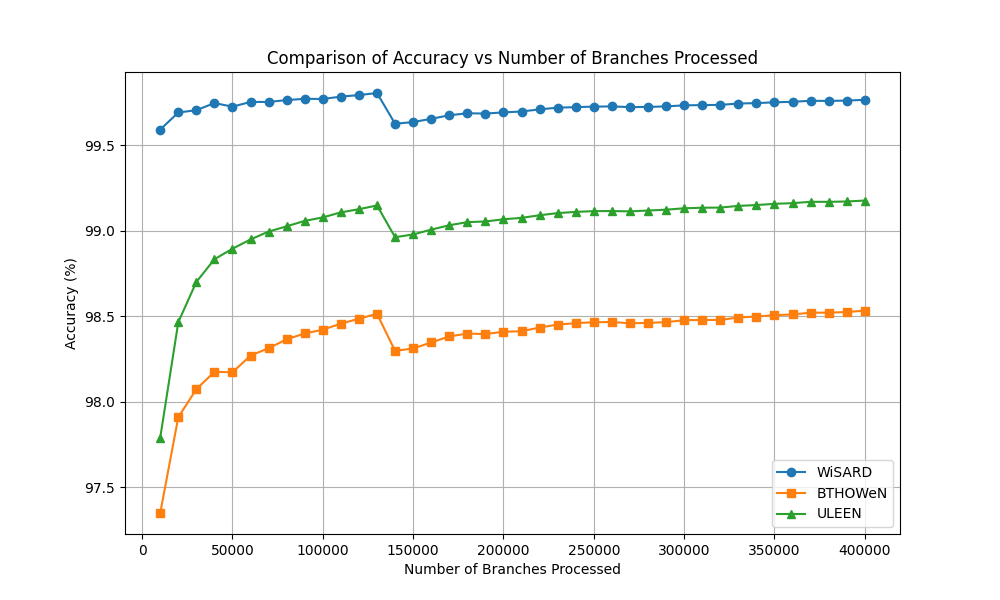 Comparison of Accuracy vs Number of Branches Processed
Accuracy (%)
99.5
99.0
98.5
98.0
97.5
0 50000 100000 150000 200000 250000 300000 350000 400000
Number of Branches Processed
WiSARD
BTHOWeN
ULEEN